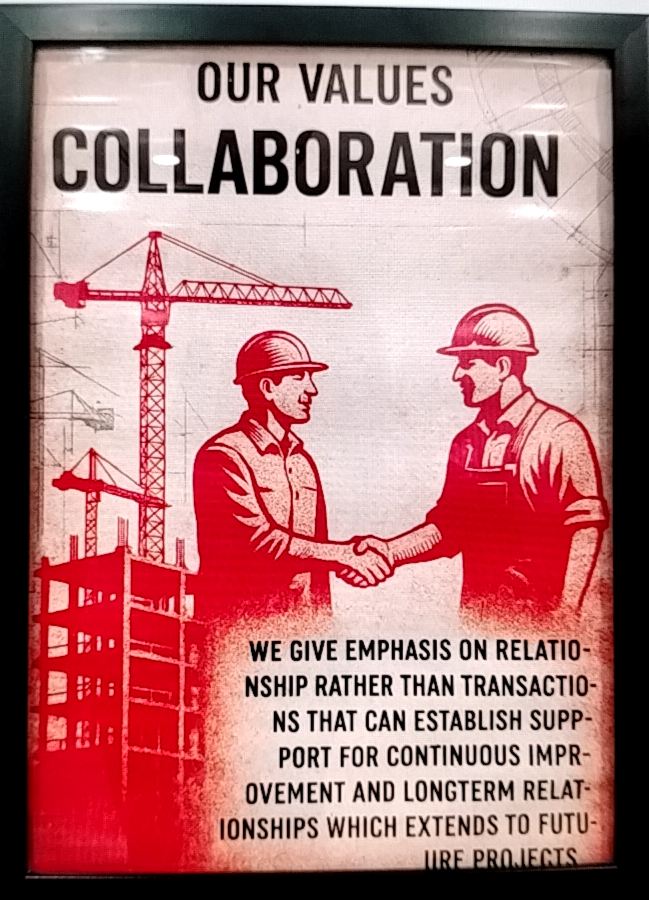 OUR VALUES
COLLABORATION
WE GIVE EMPHASIS ON RELATIO-
NSHIP RATHER THAN TRANSACTIO-
NS THAT CAN ESTABLISH SUPP-
PORT FOR CONTINUOUS IMPR-
OVEMENT AND LONGTERM RELAT-
IONSHIPS WHICH EXTENDS TO FUTU-
URE PROJECTS